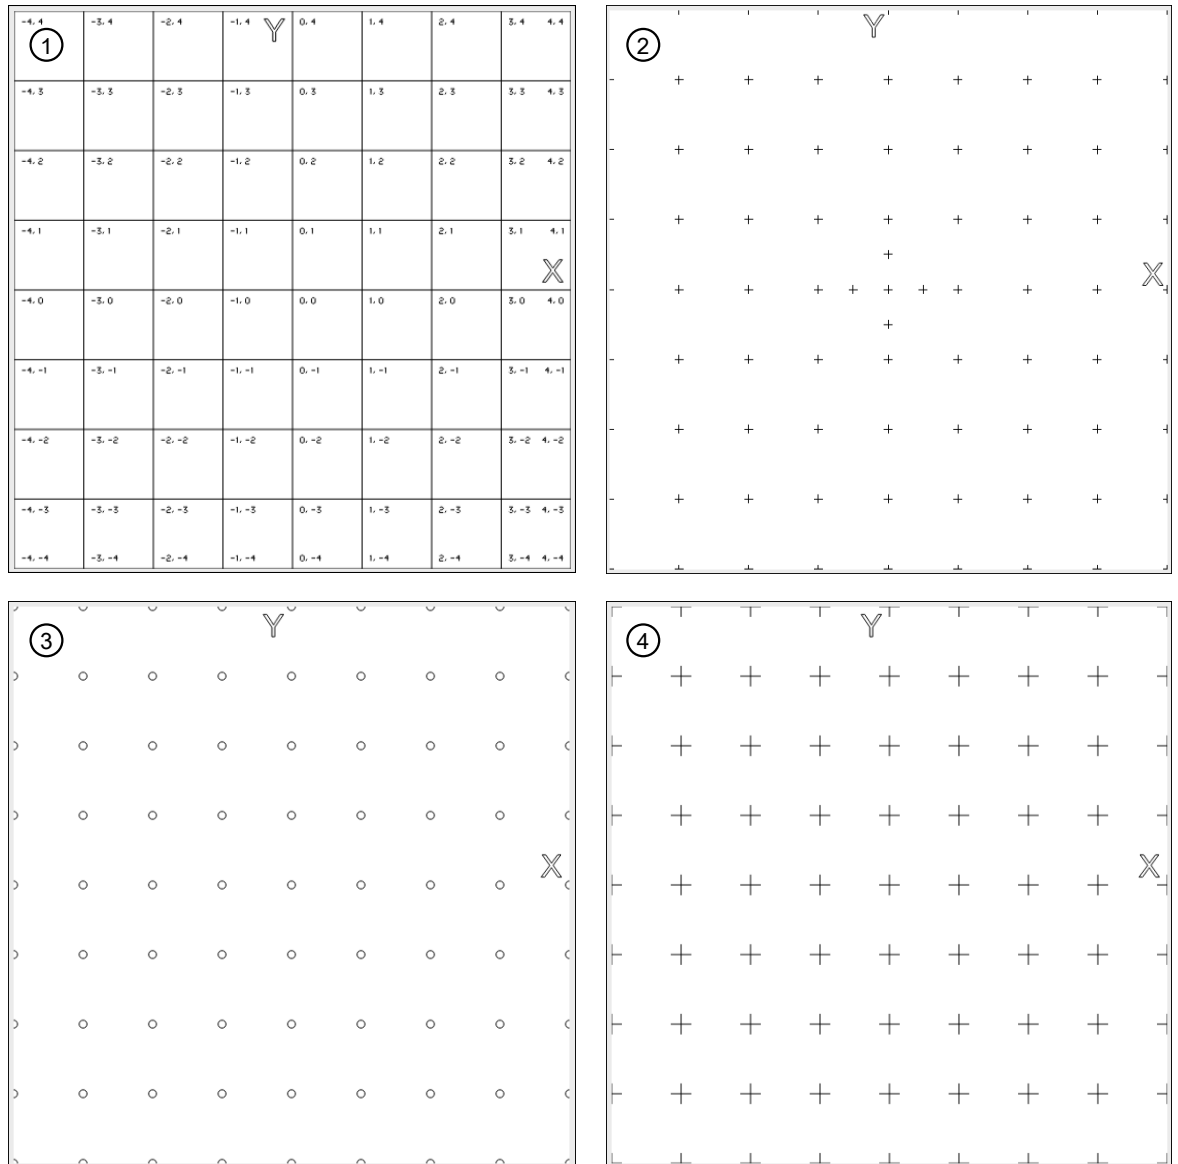 -4, 4 -3, 4 -2, 4 -1, 4 Y 0, 4 1, 4 2, 4 3, 4 4, 4
1
-4, 3 -3, 3 -2, 3 -1, 3 0, 3 1, 3 2, 3 3, 3 4, 3
-4, 2 -3, 2 -2, 2 -1, 2 0, 2 1, 2 2, 2 3, 2 4, 2
-4, 1 -3, 1 -2, 1 -1, 1 0, 1 1, 1 2, 1 3, 1 4, 1
X
-4, 0 -3, 0 -2, 0 -1, 0 0, 0 1, 0 2, 0 3, 0 4, 0
-4, -1 -3, -1 -2, -1 -1, -1 0, -1 1, -1 2, -1 3, -1 4, -1
-4, -2 -3, -2 -2, -2 -1, -2 0, -2 1, -2 2, -2 3, -2 4, -2
-4, -3 -3, -3 -2, -3 -1, -3 0, -3 1, -3 2, -3 3, -3 4, -3
-4, -4 -3, -4 -2, -4 -1, -4 0, -4 1, -4 2, -4 3, -4 4, -4
Y
2
X
Y
3
X
Y
4
X